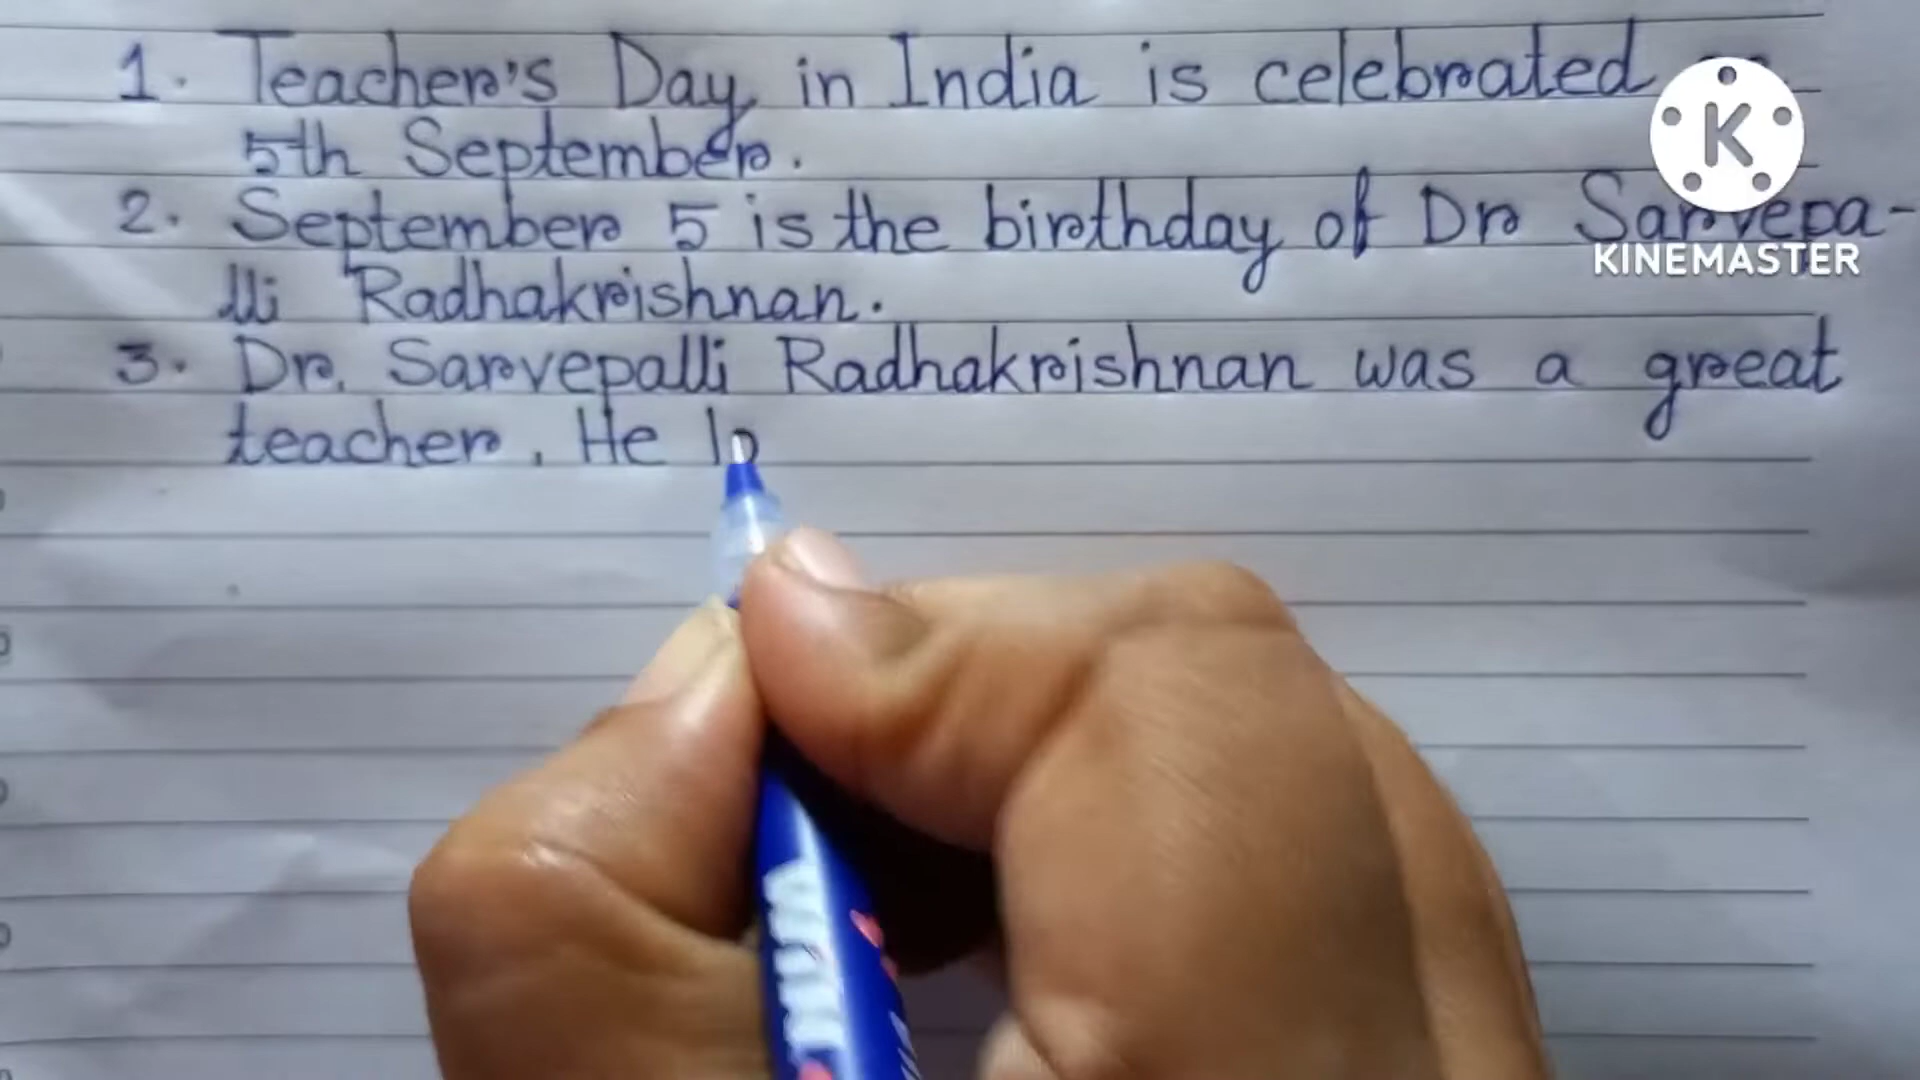 1. Teacher's Day in India is celebrated
5th September.
2. September 5 is the birthday of Dr Sarvepa-
lli Radhakrishnan.
3. Dr. Sarvepalli Radhakrishnan was a great
teacher. He lo
K
KINEMASTER